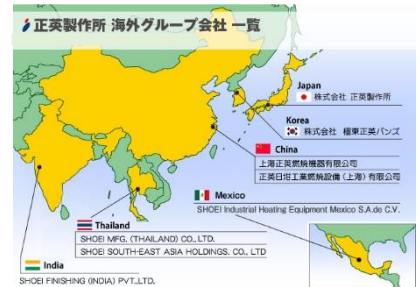 正英製作所 海外グループ会社 一覧
Japan
株式会社 正英製作所
Korea
株式会社 極東正英バンズ
China
上海正英燃焼機器有限公司
正英日坩工業燃焼設備（上海）有限公司
Mexico
SHOEI Industrial Heating Equipment Mexico S.A.de C.V.
Thailand
SHOEI MFG. (THAILAND) CO., LTD.
SHOEI SOUTH-EAST ASIA HOLDINGS. CO., LTD
India
SHOEI FINISHING (INDIA) PVT.,LTD.